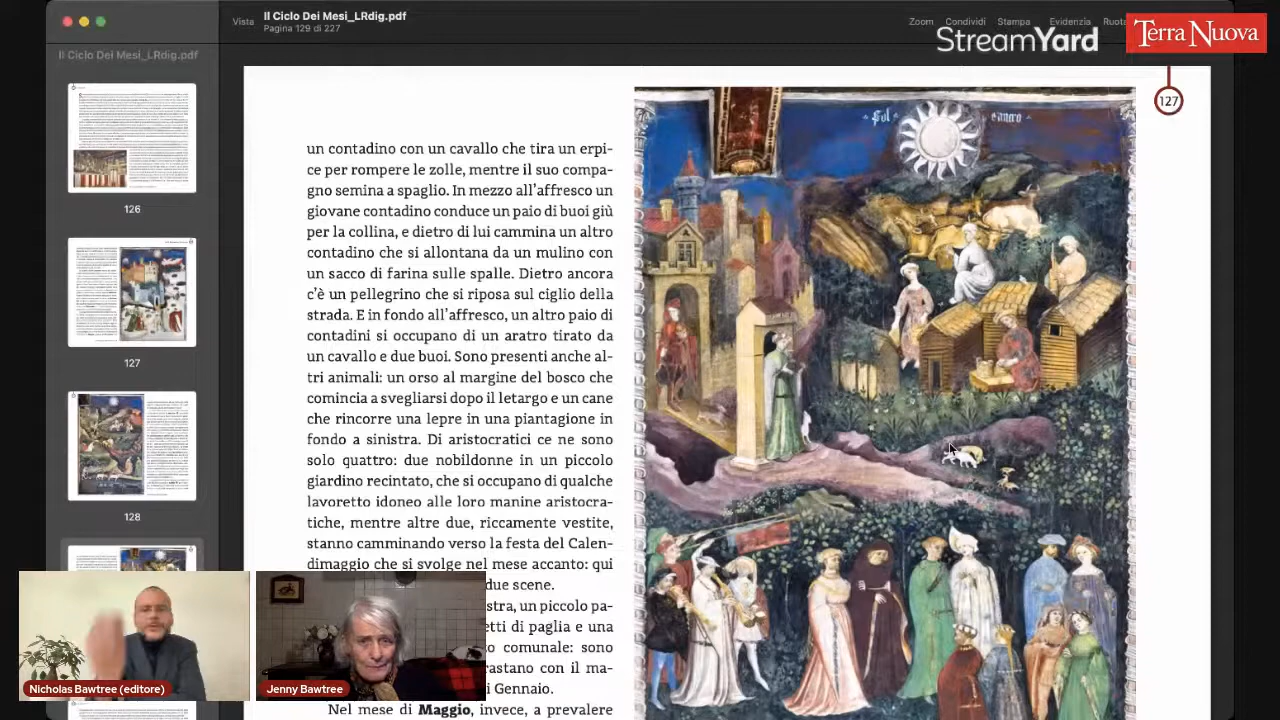 Il Ciclo Dei Mesi_LRdig.pdf
Pagina 129 di 227
Vista
Zoom
Condividi
Stampa
Evidenzia
Ruota
StreamYard
Terra Nuova
Il Ciclo Dei Mesi_LRdig.pdf
126
127
128
127
un contadino con un cavallo che tira un erpi-
ce per rompere le zolle, mentre il suo compa-
gno semina a spaglio. In mezzo all'affresco un
giovane contadino conduce un paio di buoi giù
per la collina, e dietro di lui cammina un altro
contadino che si allontana dal mulino con
un sacco di farina sulle spalle. Dietro ancora
c'è un pellegrino che si riposa sul ciglio della
strada. E in fondo all'affresco, un altro paio di
contadini si occupano di un aratro tirato da
un cavallo e due buoi. Sono presenti anche al-
tri animali: un orso al margine del bosco che
comincia a svegliarsi dopo il letargo e un cane
che rincorre una lepre, in un paesaggio di
a sinistra. Di aristocratici ce ne sono
solo quattro: due gentildonne in un piccolo
giardino recintato, che si occupano di qualche
lavoretto idoneo alle loro manine aristocra-
tiche, mentre altre due, riccamente vestite,
stanno camminando verso la festa del Calen-
dimaggio che si svolge nel mese accanto: qui
due scene.
stra, un piccolo pa-
etti di paglia e una
o comunale: sono
rastano con il ma-
i Gennaio.
Nel mese di Maggio, invece
Sol
Nicholas Bawtree (editore)
Jenny Bawtree